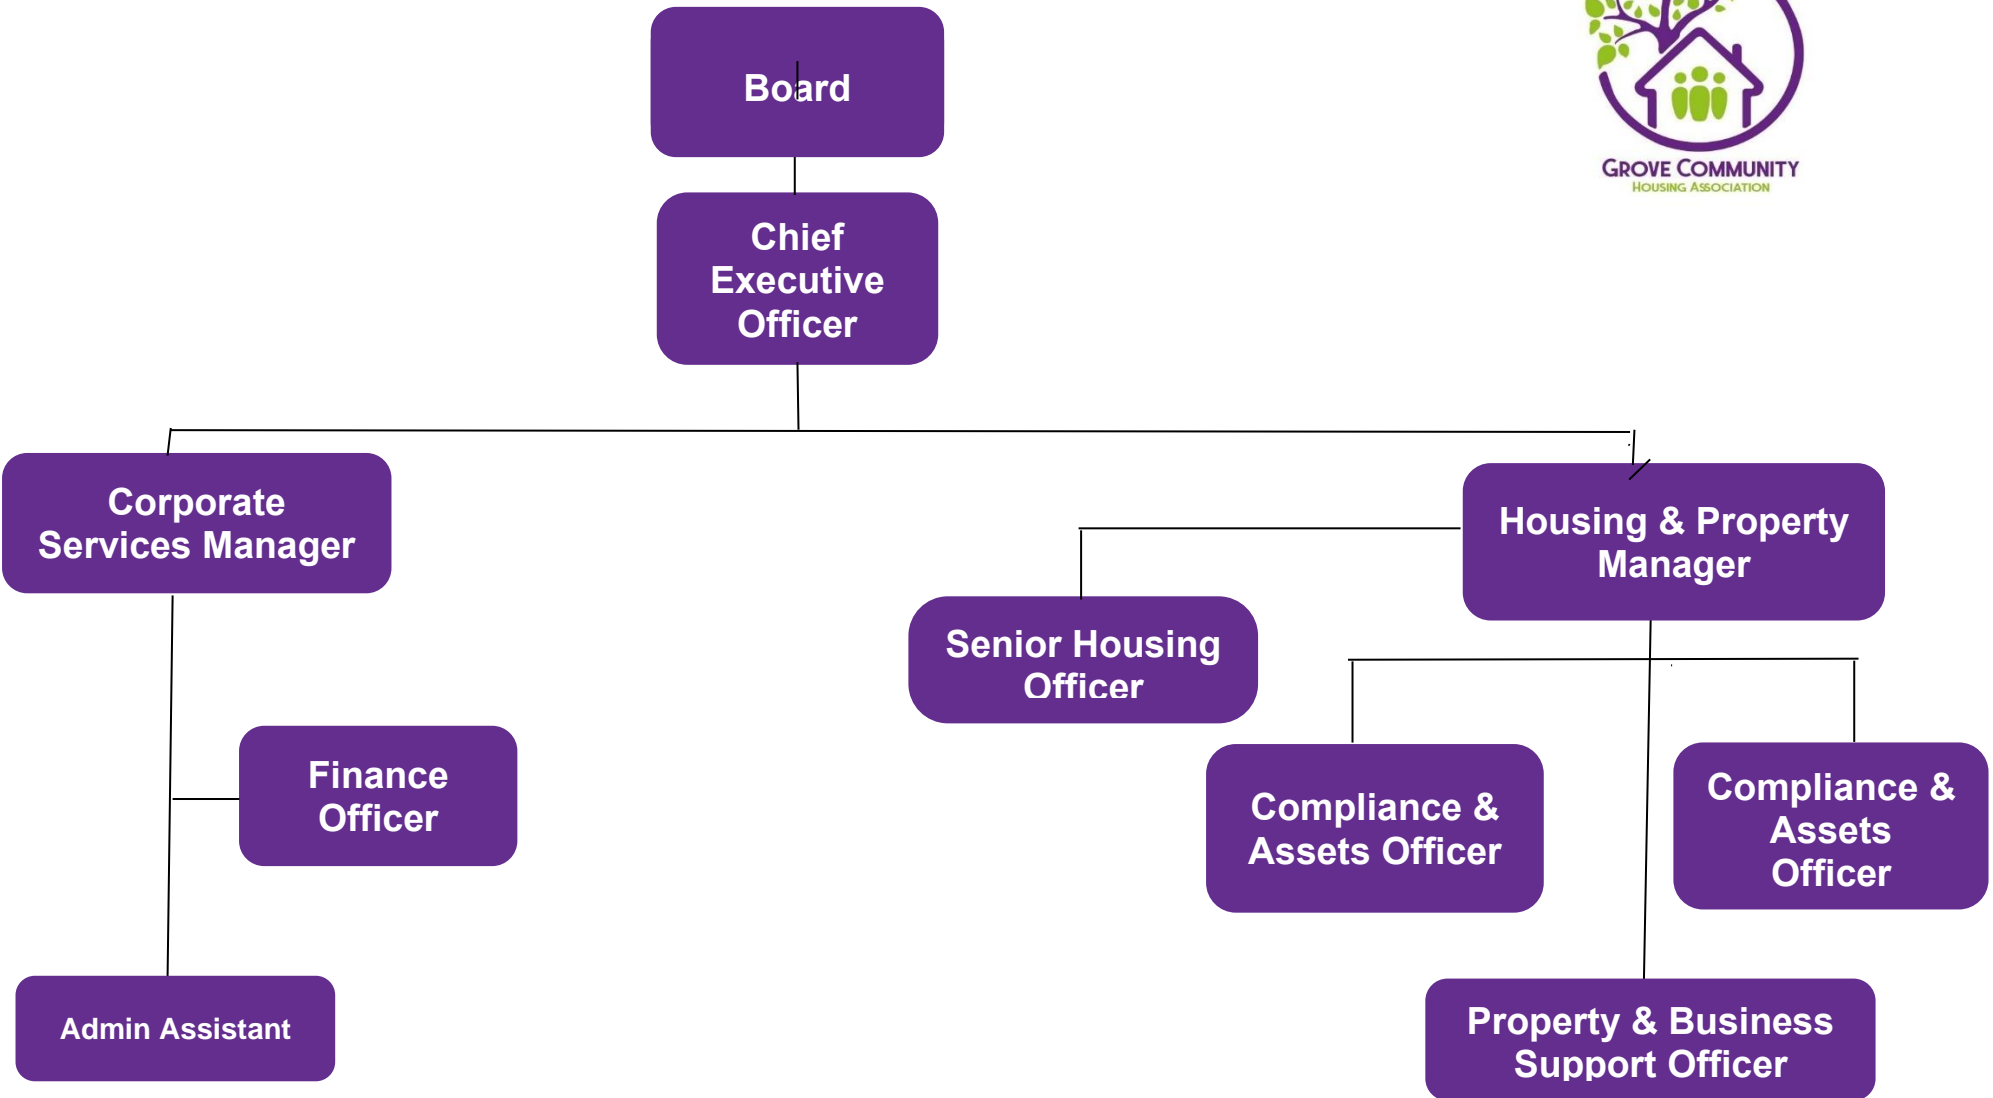 Board
GROVE COMMUNITY
HOUSING ASSOCIATION
Chief
Executive
Officer
Corporate
Services Manager
Housing & Property
Manager
Senior Housing
Officer
Finance
Officer
Compliance &
Assets Officer
Compliance &
Assets
Officer
Admin Assistant
Property & Business
Support Officer